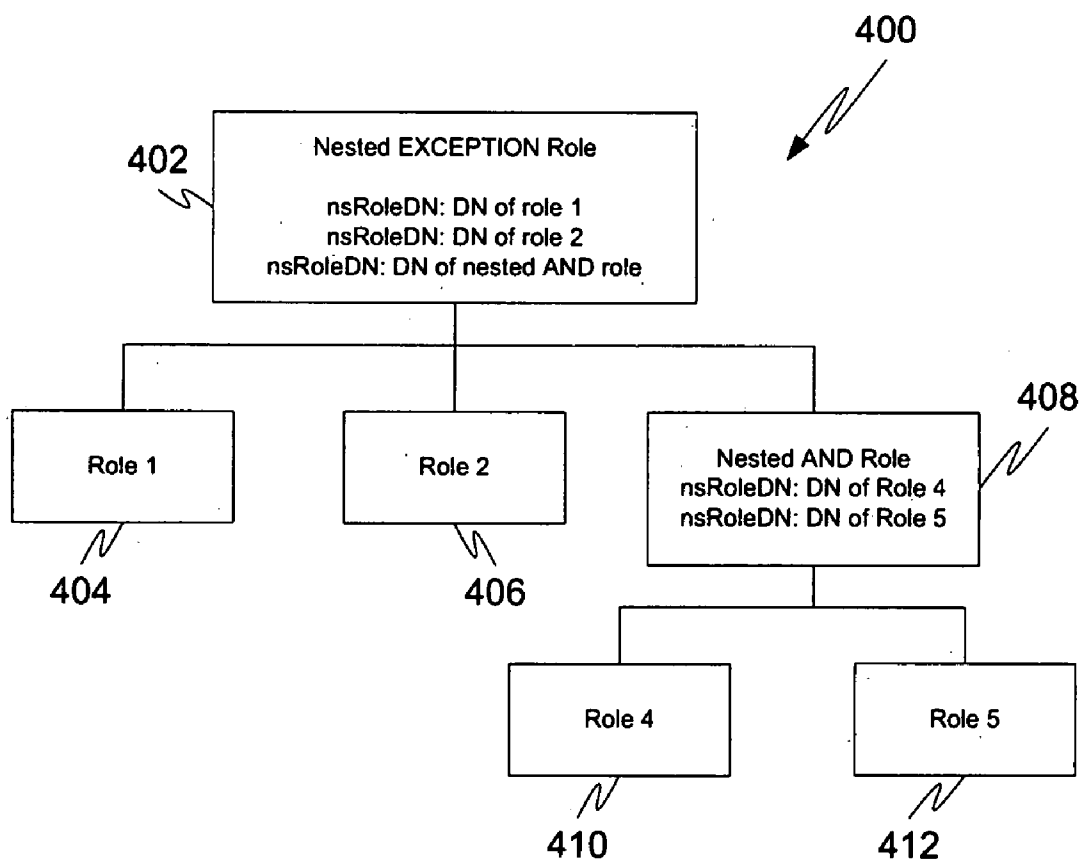 400
402
Nested EXCEPTION Role
nsRoleDN: DN of role 1
nsRoleDN: DN of role 2
nsRoleDN: DN of nested AND role
408
Role 1
Role 2
Nested AND Role
nsRoleDN: DN of Role 4
nsRoleDN: DN of Role 5
404
406
Role 4
Role 5
410
412